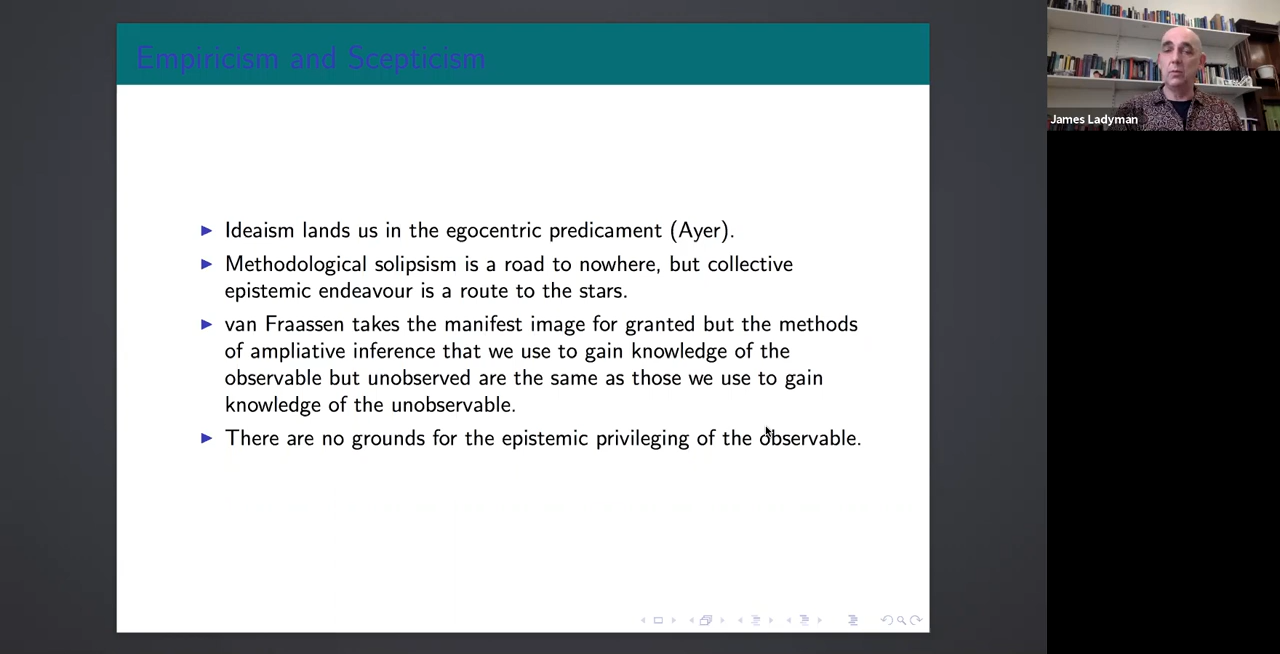 Empiricism and Scepticism
James Ladyman
Ideaism lands us in the egocentric predicament (Ayer).
Methodological solipsism is a road to nowhere, but collective
epistemic endeavour is a route to the stars.
van Fraassen takes the manifest image for granted but the methods
of ampliative inference that we use to gain knowledge of the
observable but unobserved are the same as those we use to gain
knowledge of the unobservable.
There are no grounds for the epistemic privileging of the observable.